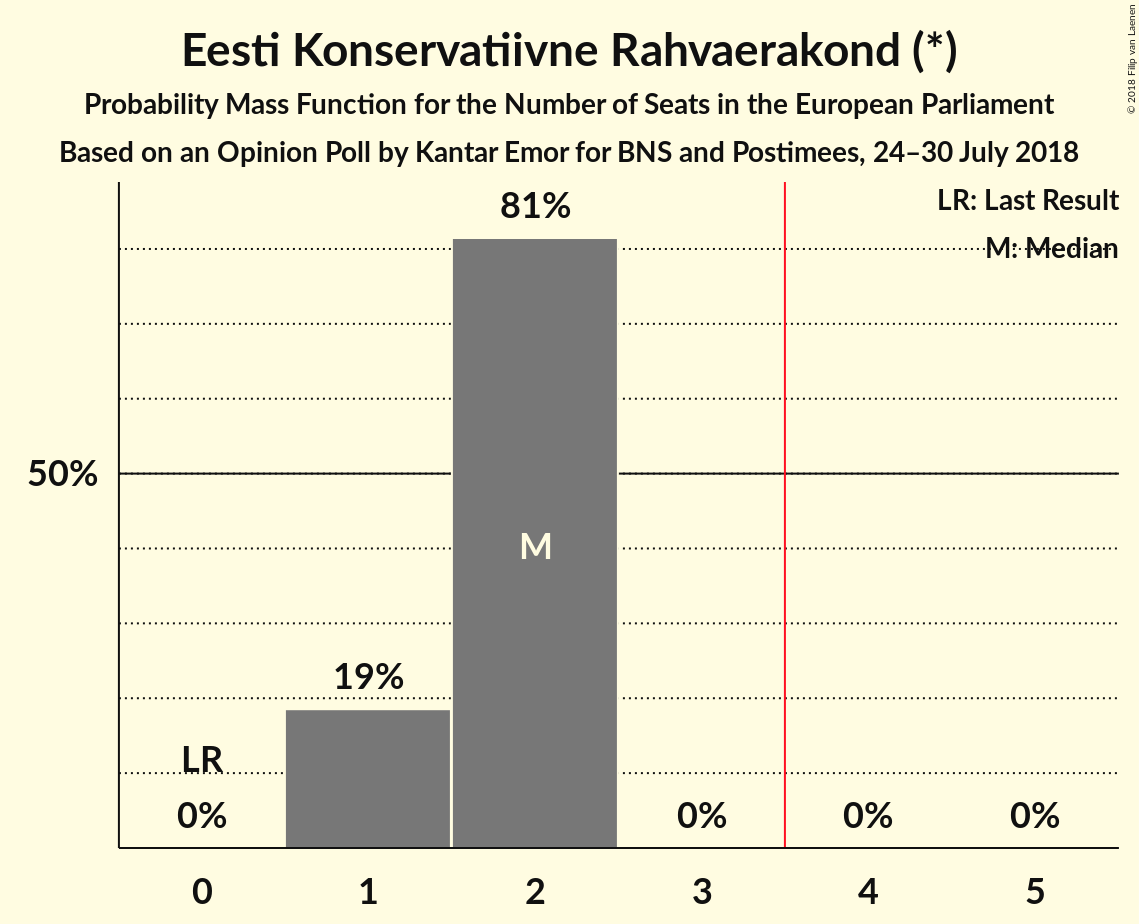 Eesti Konservatiivne Rahvaerakond (*)
Probability Mass Function for the Number of Seats in the European Parliament
Based on an Opinion Poll by Kantar Emor for BNS and Postimees, 24–30 July 2018
© 2018 Filip van Laenen
LR: Last Result
M: Median
81%
50%
M
19%
LR
0%
0%
0%
0%
0
1
2
3
4
5